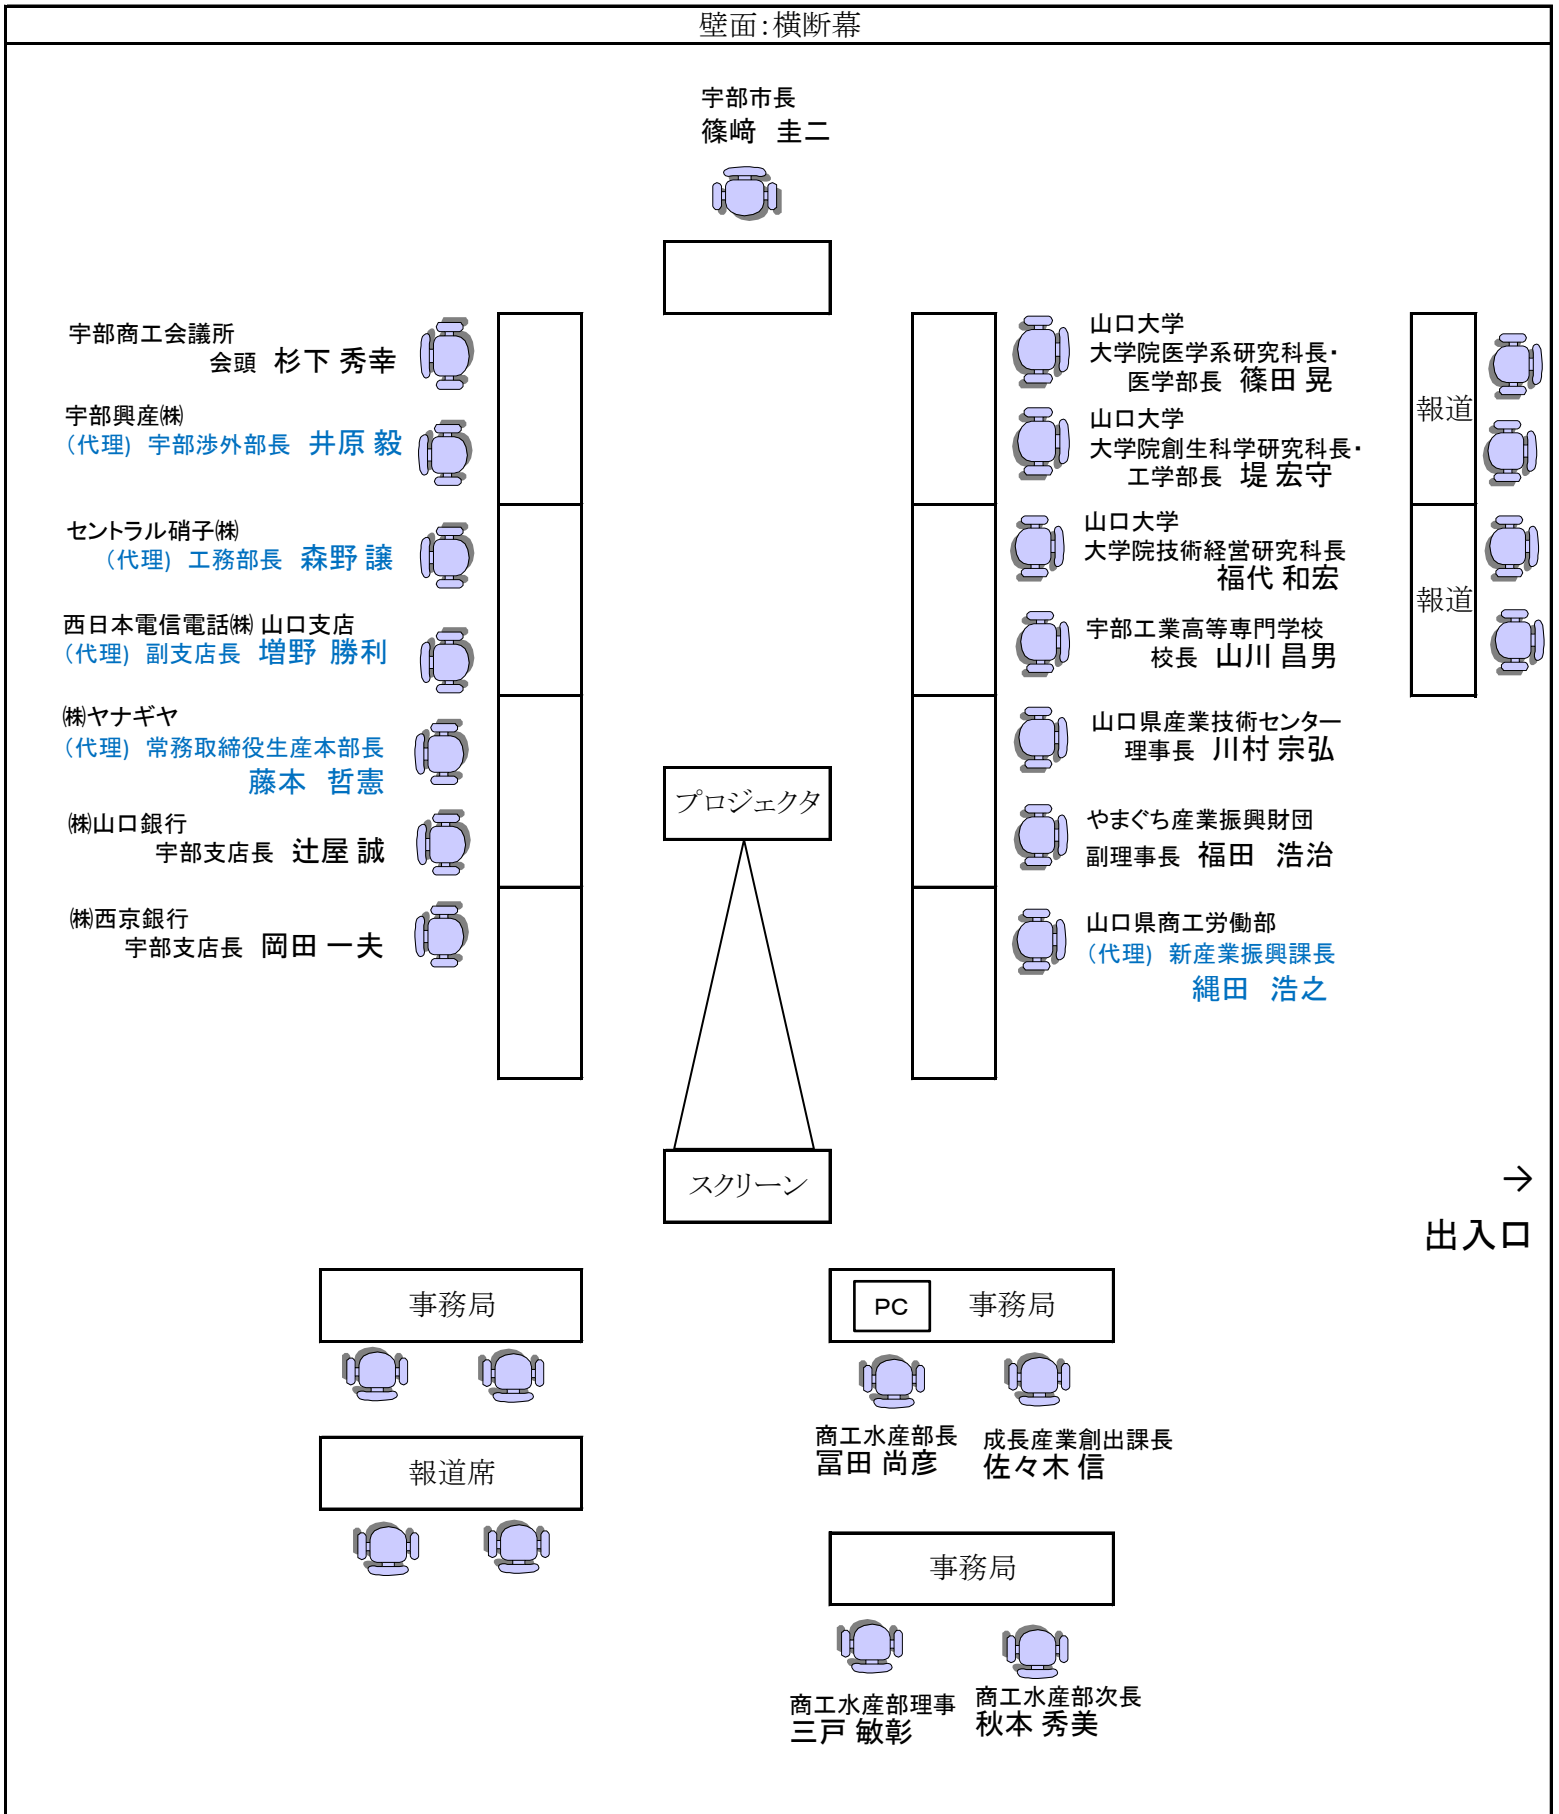 壁面：横断幕
宇部市長
篠﨑　圭二
宇部商工会議所
会頭 杉下 秀幸
宇部興産㈱
（代理） 宇部渉外部長 井原 毅
セントラル硝子㈱
（代理） 工務部長 森野 譲
西日本電信電話㈱ 山口支店
（代理） 副支店長 増野 勝利
㈱ヤナギヤ
（代理） 常務取締役生産本部長
藤本　哲憲
㈱山口銀行
宇部支店長 辻屋 誠
㈱西京銀行
宇部支店長 岡田 一夫
山口大学
大学院医学系研究科長・
医学部長 篠田 晃
山口大学
大学院創生科学研究科長・
工学部長 堤 宏守
山口大学
大学院技術経営研究科長
福代 和宏
宇部工業高等専門学校
校長 山川 昌男
山口県産業技術センター
理事長 川村 宗弘
やまぐち産業振興財団
副理事長 福田　浩治
山口県商工労働部
（代理） 新産業振興課長
縄田　浩之
報道
報道
プロジェクタ
スクリーン
→
出入口
事務局
報道席
PC 事務局
商工水産部長
冨田 尚彦
成長産業創出課長
佐々木 信
事務局
商工水産部理事
三戸 敏彰
商工水産部次長
秋本 秀美